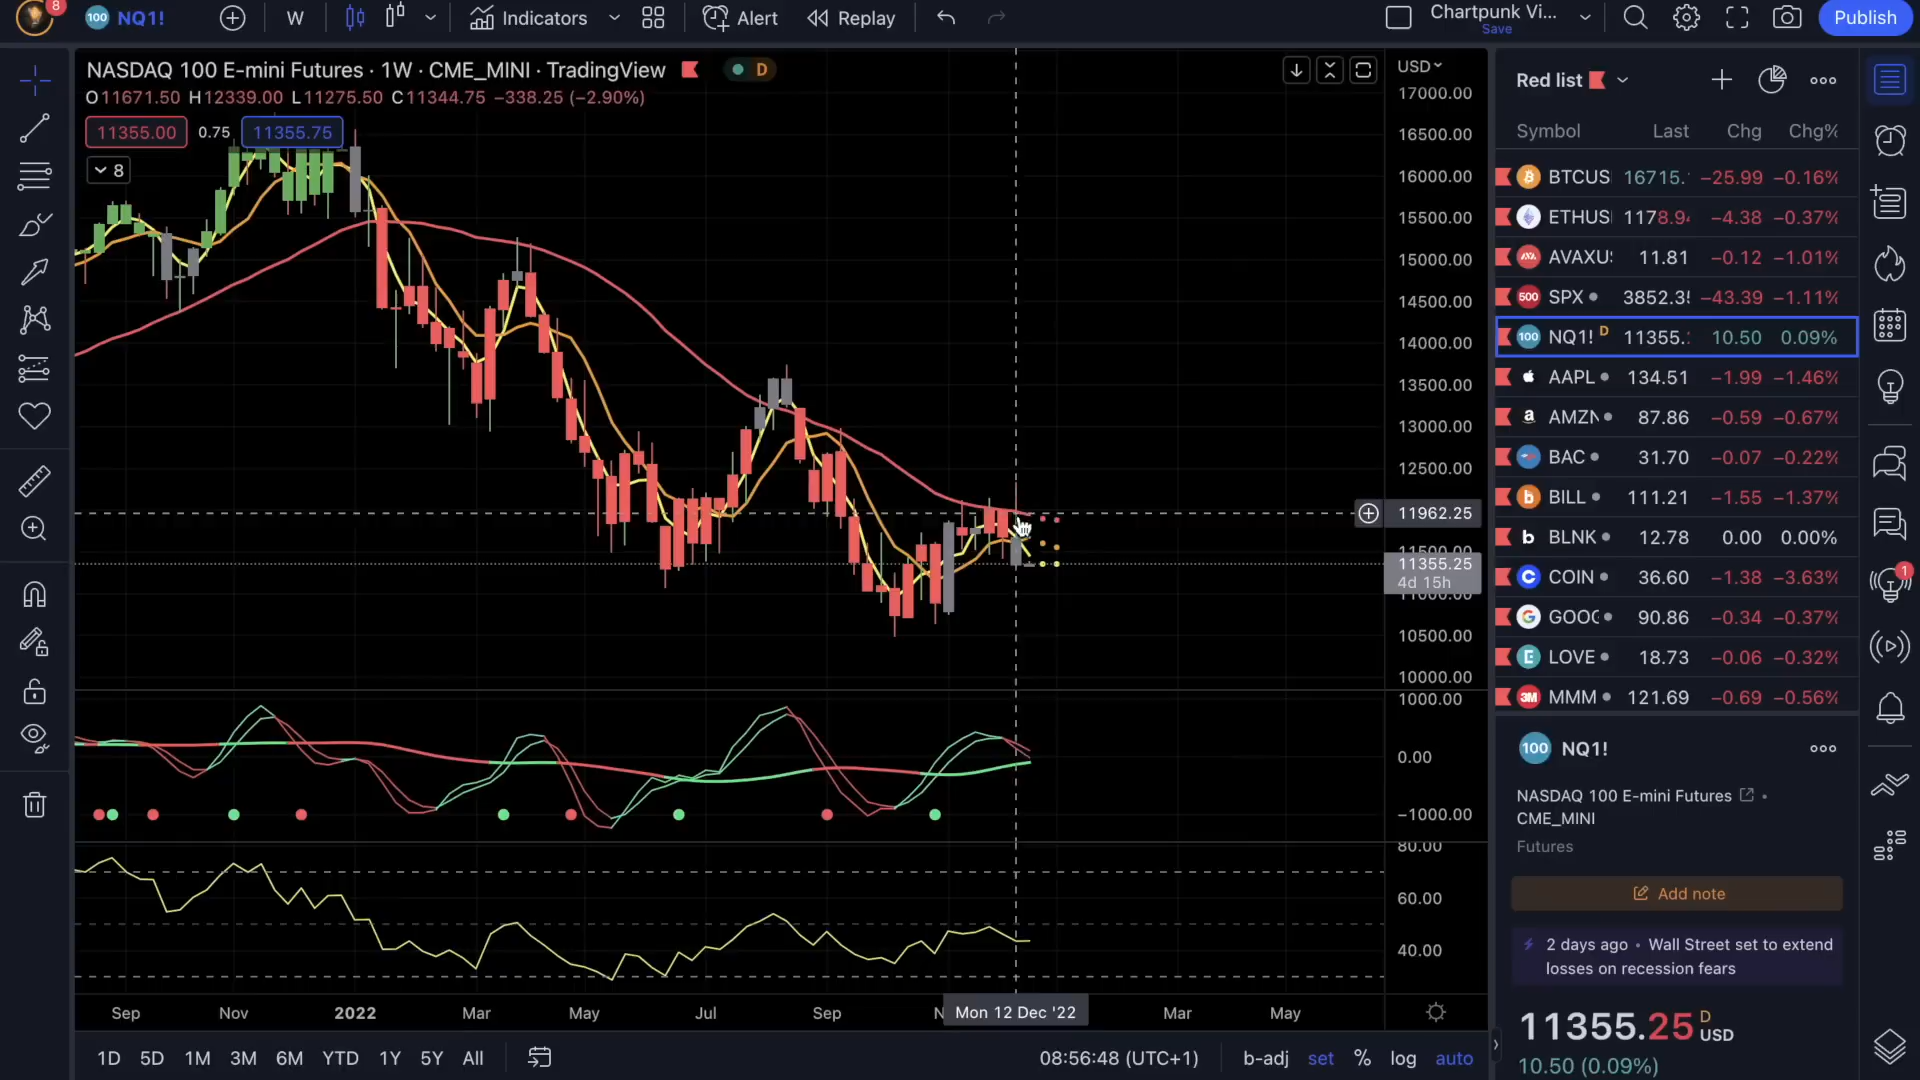 8
100 NQ1!
W
Indicators
Alert
Replay
Chartpunk Vi...
Save
Publish
NASDAQ 100 E-mini Futures · 1W · CME_MINI · TradingView
D
O11671.50 H12339.00 L11275.50 C11344.75 −338.25 (−2.90%)
11355.00 0.75 11355.75
8
USD
17000.00
16500.00
16000.00
15500.00
15000.00
14500.00
14000.00
13500.00
13000.00
12500.00
11962.25
11500.00
11355.25
4d 15h
11000.00
10500.00
10000.00
1000.00
0.00
−1000.00
80.00
60.00
40.00
Sep Nov 2022 Mar May Jul Sep N Mon 12 Dec '22 Mar May
1D 5D 1M 3M 6M YTD 1Y 5Y All
08:56:48 (UTC+1) b-adj set % log auto
Red list
Symbol Last Chg Chg%
BTCUS 16715. −25.99 −0.16%
ETHUS 1178.9 −4.38 −0.37%
AVAXU 11.81 −0.12 −1.01%
500 SPX 3852.3 −43.39 −1.11%
100 NQ1! D 11355. 10.50 0.09%
AAPL 134.51 −1.99 −1.46%
a AMZN 87.86 −0.59 −0.67%
BAC 31.70 −0.07 −0.22%
b BILL 111.21 −1.55 −1.37%
b BLNK 12.78 0.00 0.00%
C COIN 36.60 −1.38 −3.63%
G GOOG 90.86 −0.34 −0.37%
LOVE 18.73 −0.06 −0.32%
3M MMM 121.69 −0.69 −0.56%
1
100 NQ1!
NASDAQ 100 E-mini Futures
CME_MINI
Futures
Add note
2 days ago • Wall Street set to extend
losses on recession fears
11355.25 D USD
10.50 (0.09%)